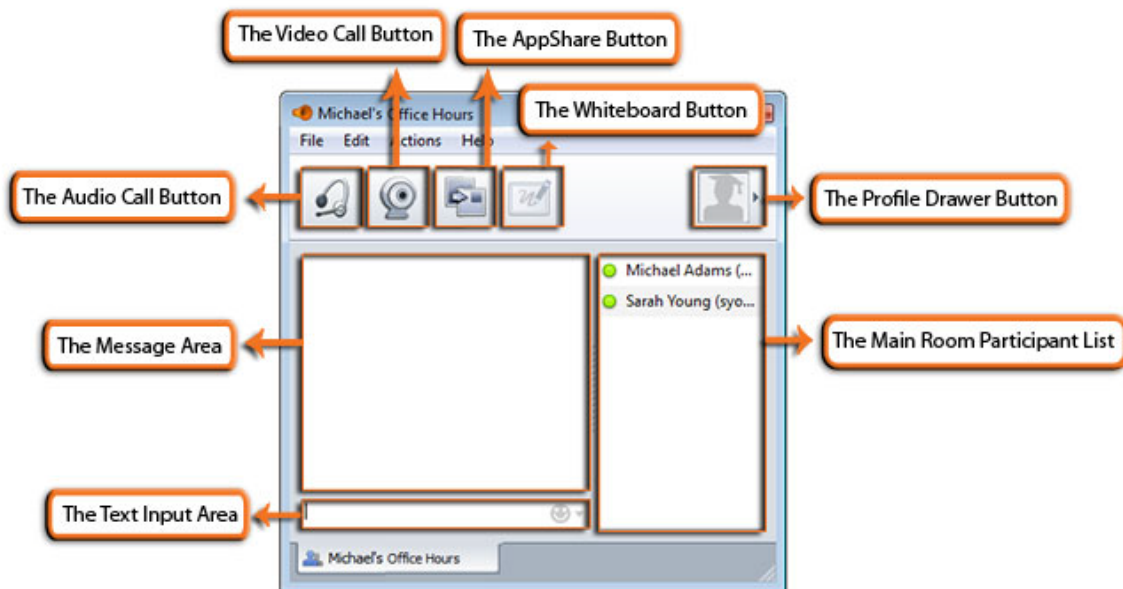 The Video Call Button
The AppShare Button
Michael's Office Hours
The Whiteboard Button
File Edit Actions Help
The Audio Call Button
The Profile Drawer Button
Michael Adams (...
Sarah Young (syo...
The Message Area
The Main Room Participant List
The Text Input Area
Michael's Office Hours